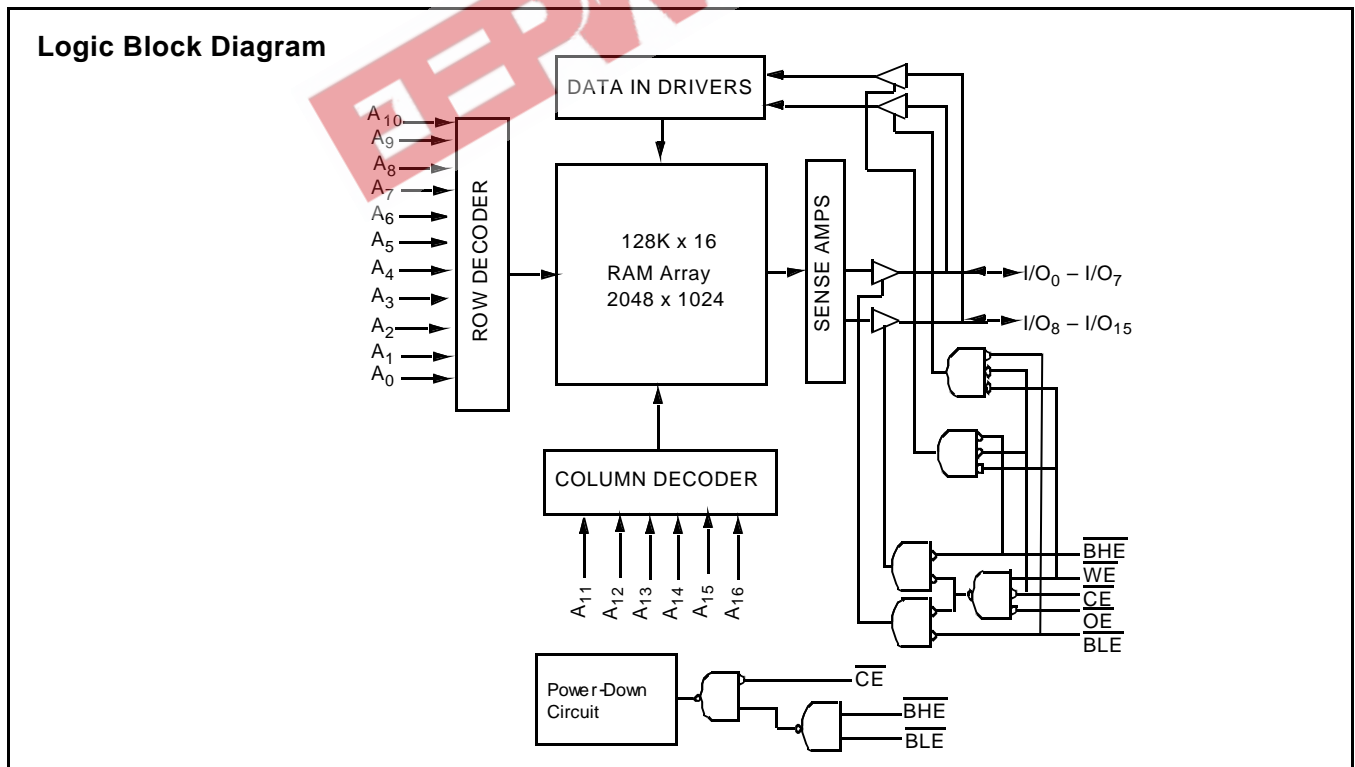 Logic Block Diagram
DATA IN DRIVERS
A10
A9
A8
A7
A6
A5
A4
A3
A2
A1
A0
ROW DECODER
128K x 16
RAM Array
2048 x 1024
SENSE AMPS
I/O0 – I/O7
I/O8 – I/O15
COLUMN DECODER
A11
A12
A13
A14
A15
A16
BHE
WE
CE
OE
BLE
Power-Down
Circuit
CE
BHE
BLE